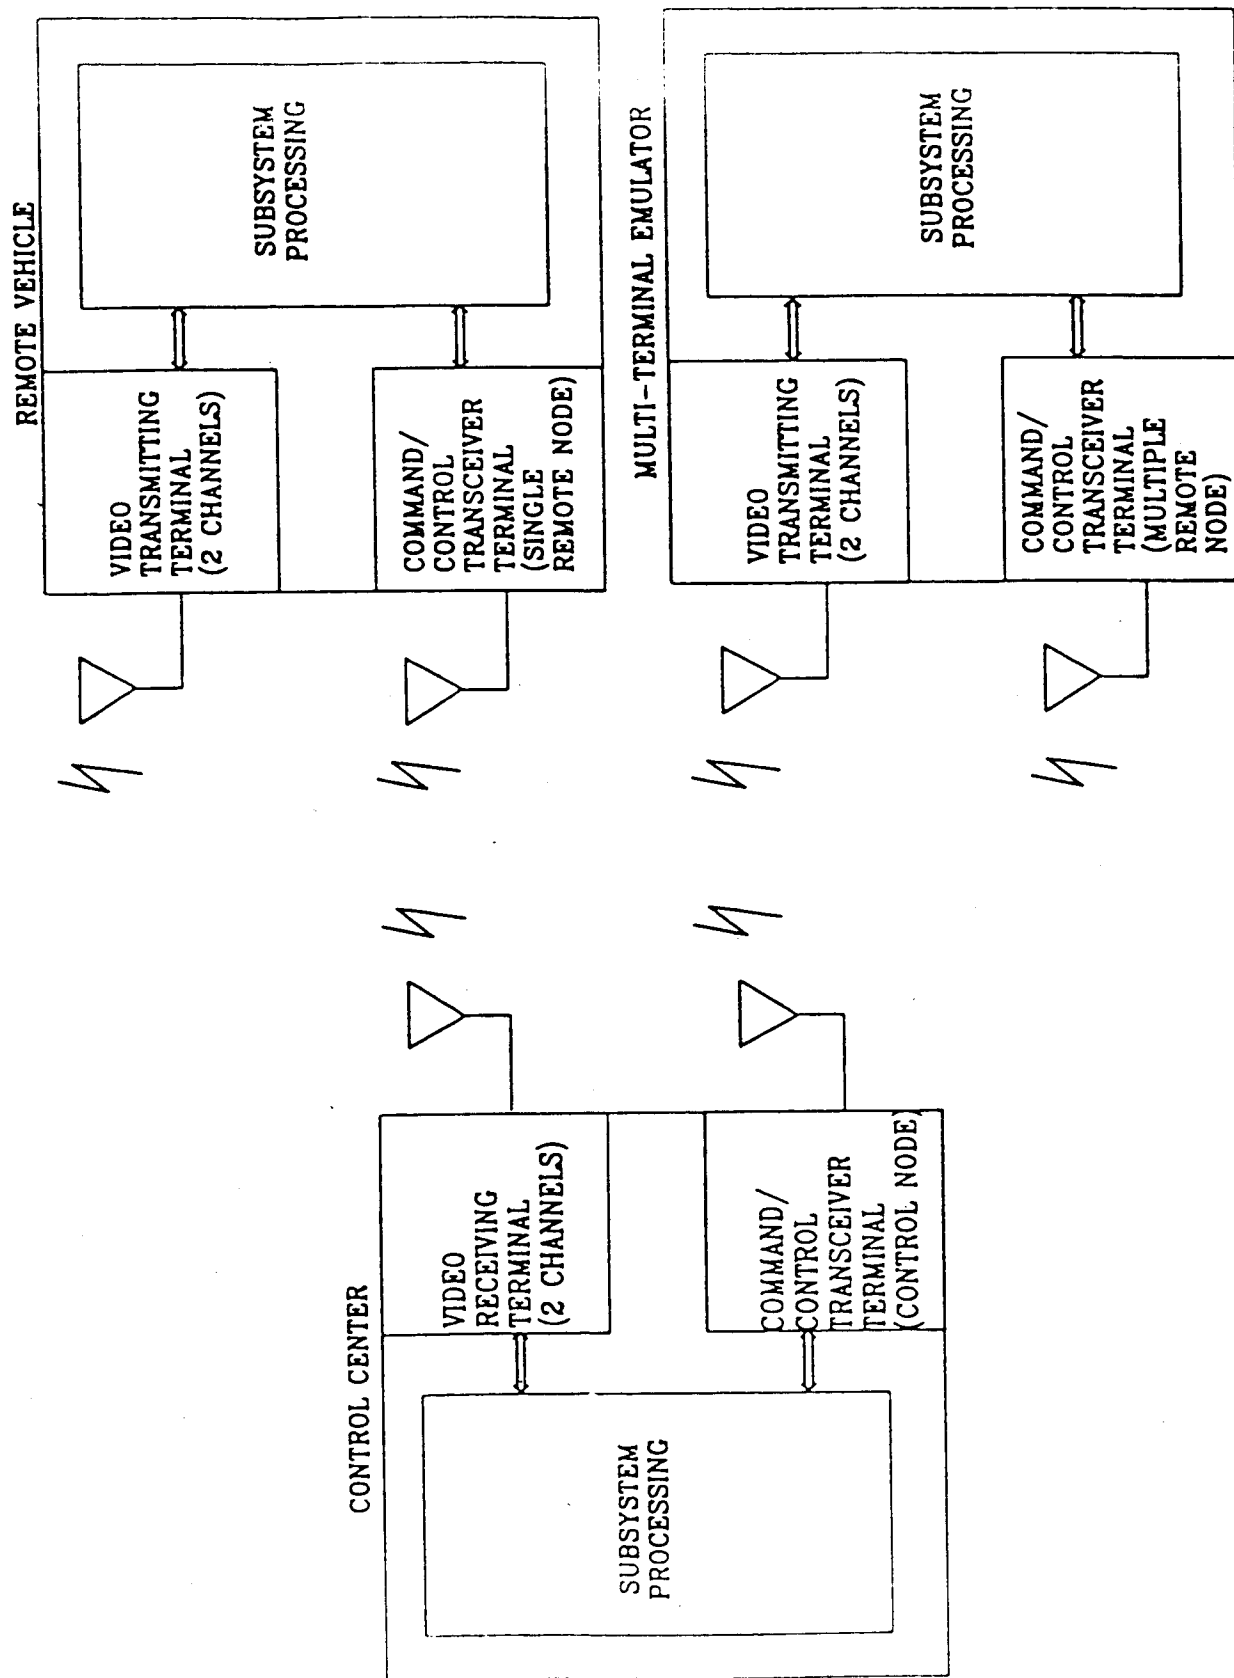 CONTROL CENTER
SUBSYSTEM
PROCESSING
VIDEO
RECEIVING
TERMINAL
(2 CHANNELS)
COMMAND/
CONTROL
TRANSCEIVER
TERMINAL
(CONTROL NODE)
REMOTE VEHICLE
VIDEO
TRANSMITTING
TERMINAL
(2 CHANNELS)
COMMAND/
CONTROL
TRANSCEIVER
TERMINAL
(SINGLE
REMOTE NODE)
SUBSYSTEM
PROCESSING
MULTI-TERMINAL EMULATOR
VIDEO
TRANSMITTING
TERMINAL
(2 CHANNELS)
COMMAND/
CONTROL
TRANSCEIVER
TERMINAL
(MULTIPLE
REMOTE
NODE)
SUBSYSTEM
PROCESSING